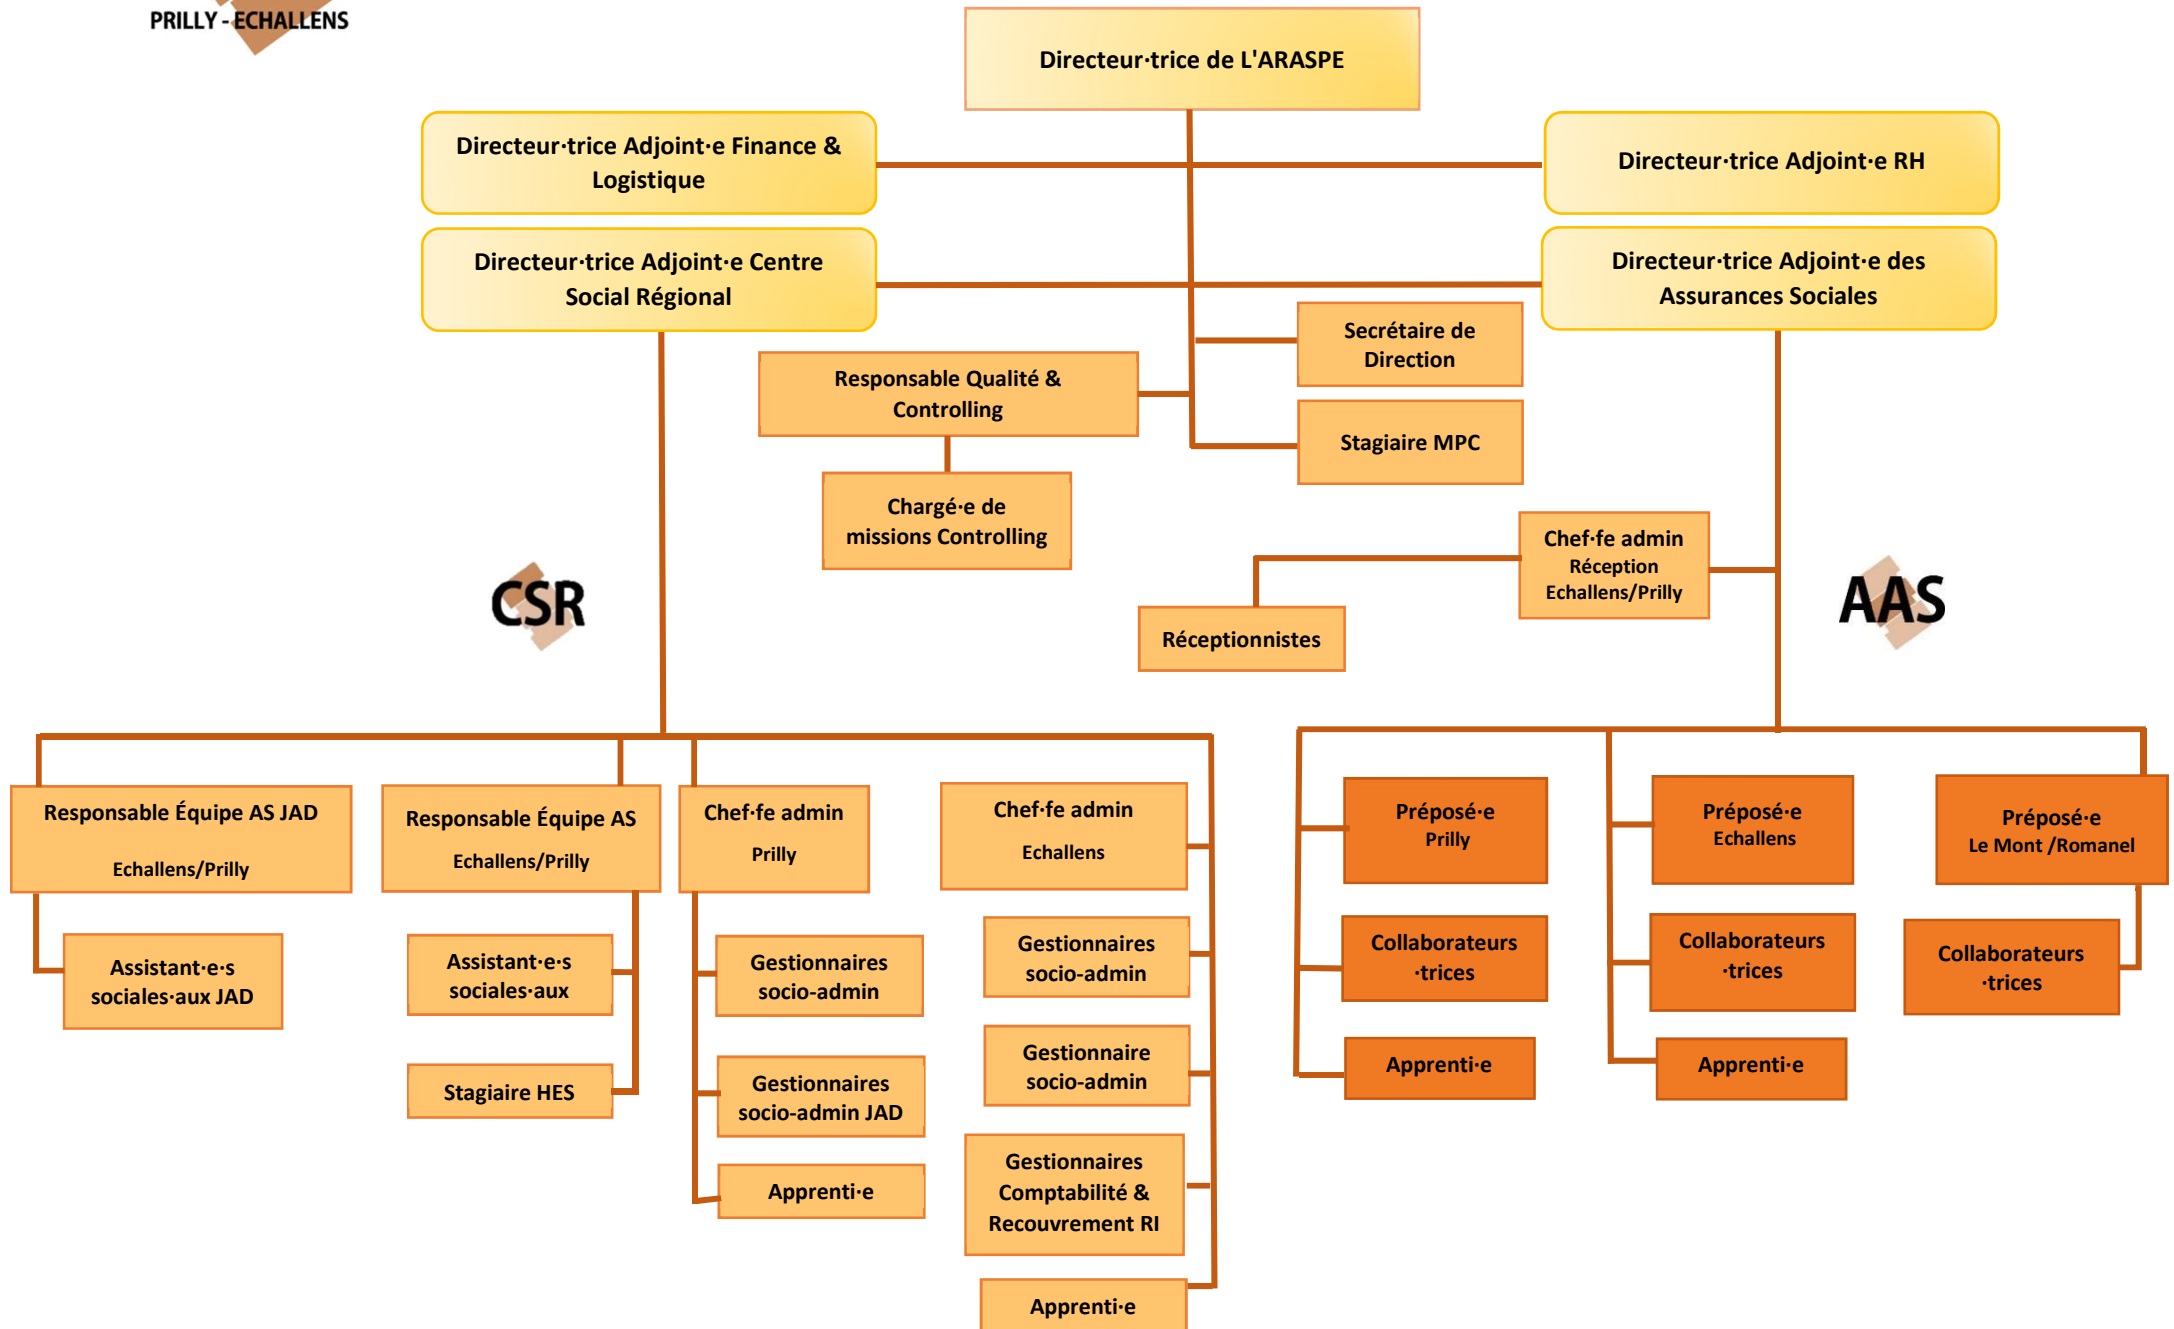 PRILLY - ECHALLENS
Directeur·trice de L'ARASPE
Directeur·trice Adjoint·e Finance &
Logistique
Directeur·trice Adjoint·e RH
Directeur·trice Adjoint·e Centre
Social Régional
Directeur·trice Adjoint·e des
Assurances Sociales
Secrétaire de
Direction
Responsable Qualité &
Controlling
Stagiaire MPC
Chargé·e de
missions Controlling
Chef·fe admin
Réception
Echallens/Prilly
Réceptionnistes
CSR
AAS
Responsable Équipe AS JAD
Echallens/Prilly
Assistant·e·s
sociales·aux JAD
Responsable Équipe AS
Echallens/Prilly
Assistant·e·s
sociales·aux
Stagiaire HES
Chef·fe admin
Prilly
Gestionnaires
socio-admin
Gestionnaires
socio-admin JAD
Apprenti·e
Chef·fe admin
Echallens
Gestionnaires
socio-admin
Gestionnaire
socio-admin
Gestionnaires
Comptabilité &
Recouvrement RI
Apprenti·e
Préposé·e
Prilly
Collaborateurs
·trices
Apprenti·e
Préposé·e
Echallens
Collaborateurs
·trices
Apprenti·e
Préposé·e
Le Mont /Romanel
Collaborateurs
·trices